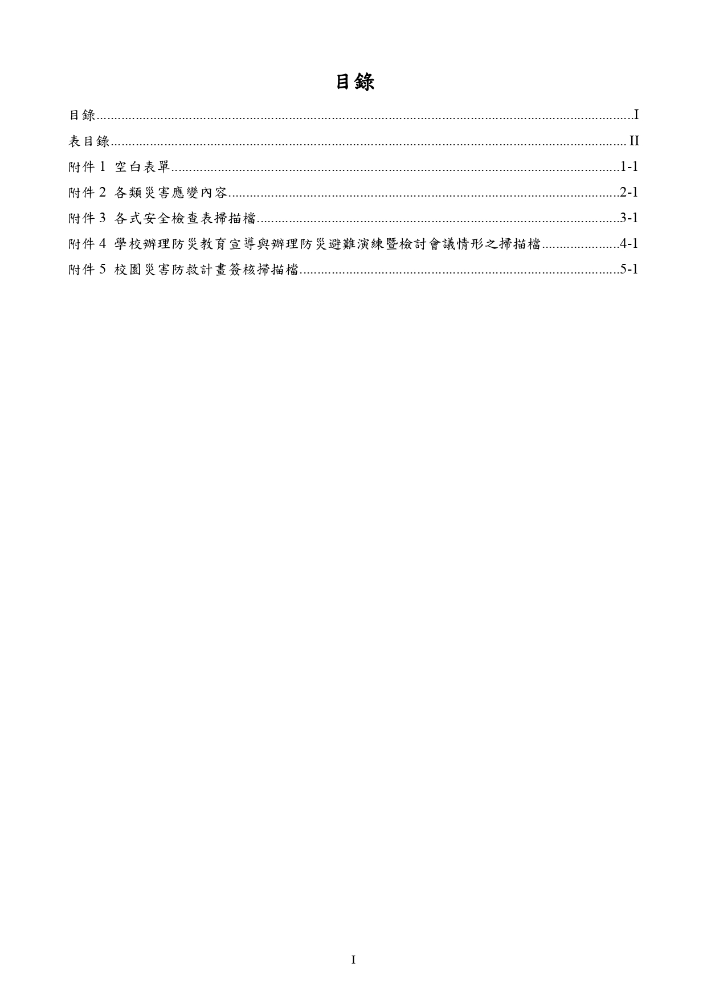 目錄
目錄......................................................................................................................................................I
表目錄................................................................................................................................................. II
附件 1 空白表單..............................................................................................................................1-1
附件 2 各類災害應變內容..............................................................................................................2-1
附件 3 各式安全檢查表掃描檔......................................................................................................3-1
附件 4 學校辦理防災教育宣導與辦理防災避難演練暨檢討會議情形之掃描檔......................4-1
附件 5 校園災害防救計畫簽核掃描檔..........................................................................................5-1
I